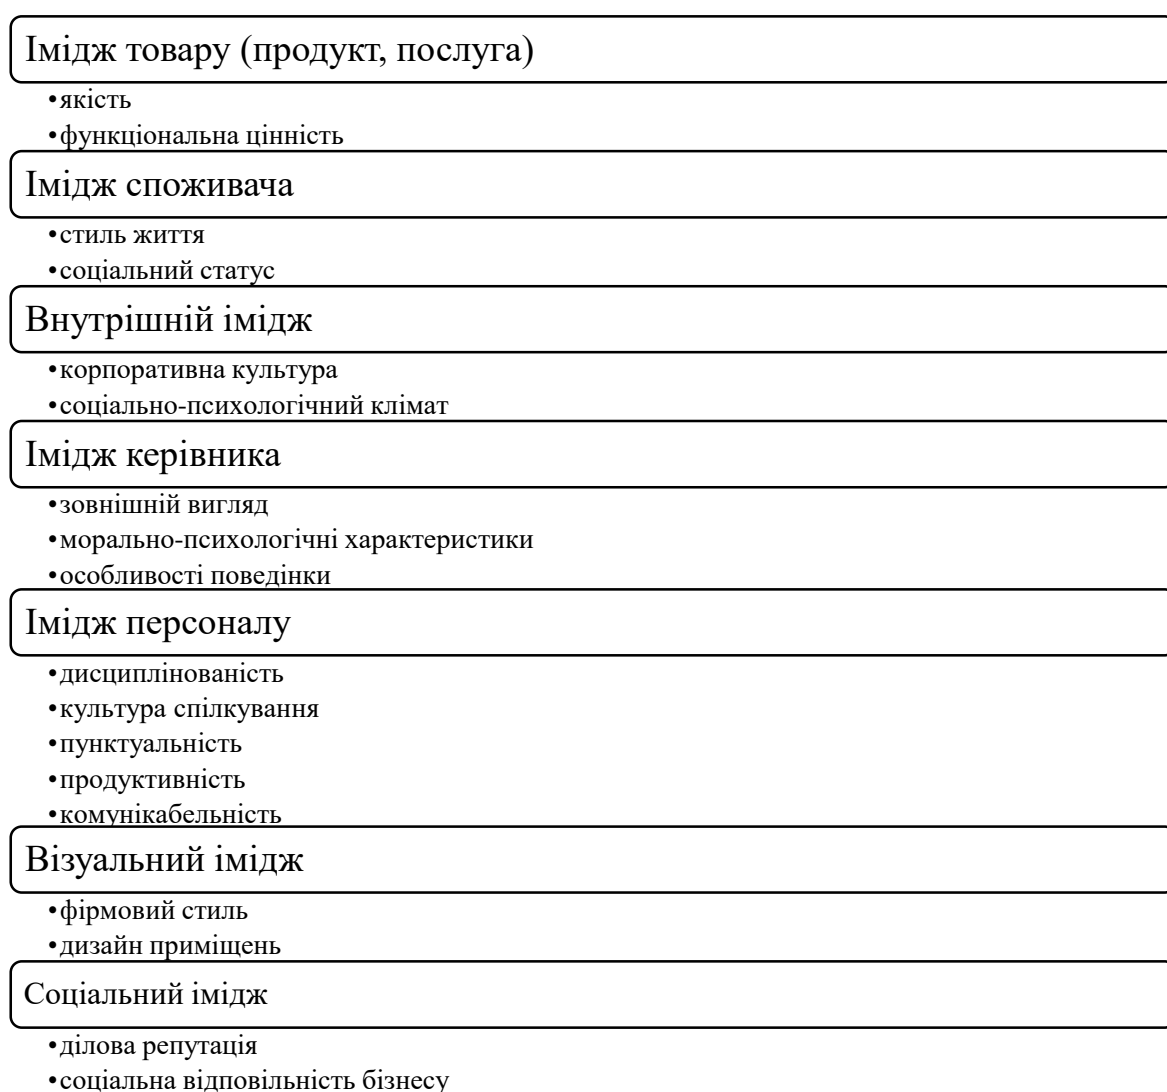 Імідж товару (продукт, послуга)
•якість
•функціональна цінність
Імідж споживача
•стиль життя
•соціальний статус
Внутрішній імідж
•корпоративна культура
•соціально-психологічний клімат
Імідж керівника
•зовнішній вигляд
•морально-психологічні характеристики
•особливості поведінки
Імідж персоналу
•дисциплінованість
•культура спілкування
•пунктуальність
•продуктивність
•комунікабельність
Візуальний імідж
•фірмовий стиль
•дизайн приміщень
Соціальний імідж
•ділова репутація
•соціальна відповільність бізнесу